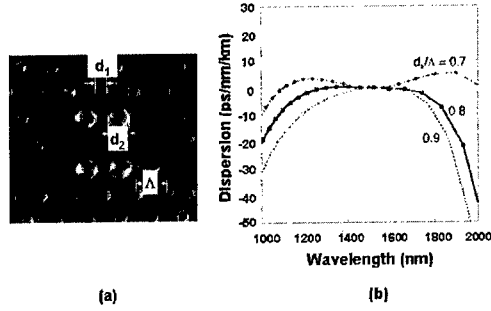 d₁
d₂
Λ
(a)
Dispersion (ps/nm/km)
30
20
10
0
-10
-20
-30
-40
-50
d₁/Λ = 0.7
0.8
0.9
1000 1200 1400 1600 1800 2000
Wavelength (nm)
(b)